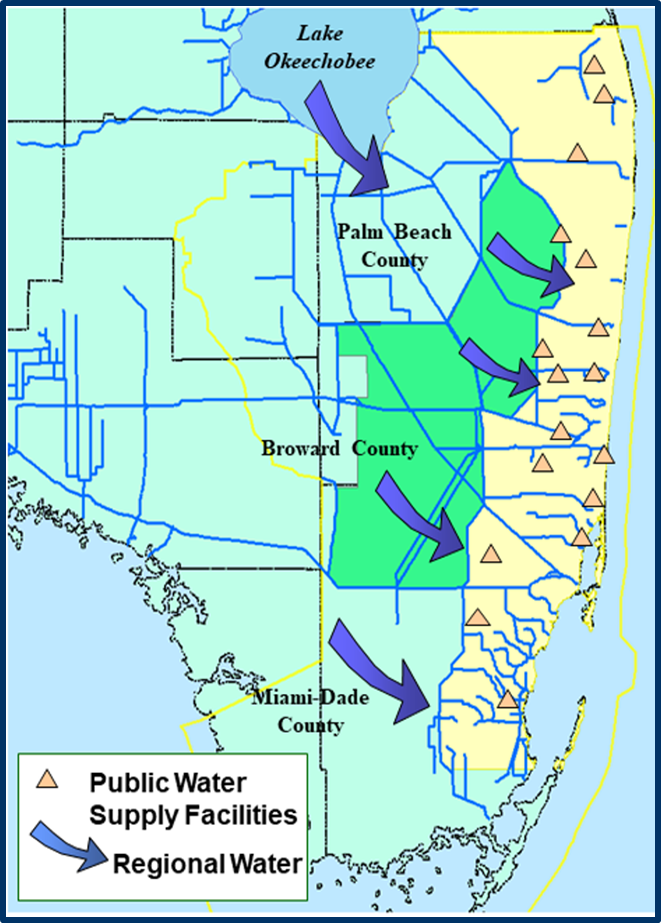 Lake
Okeechobee
Palm Beach
County
Broward County
Miami-Dade
County
Public Water
Supply Facilities
Regional Water